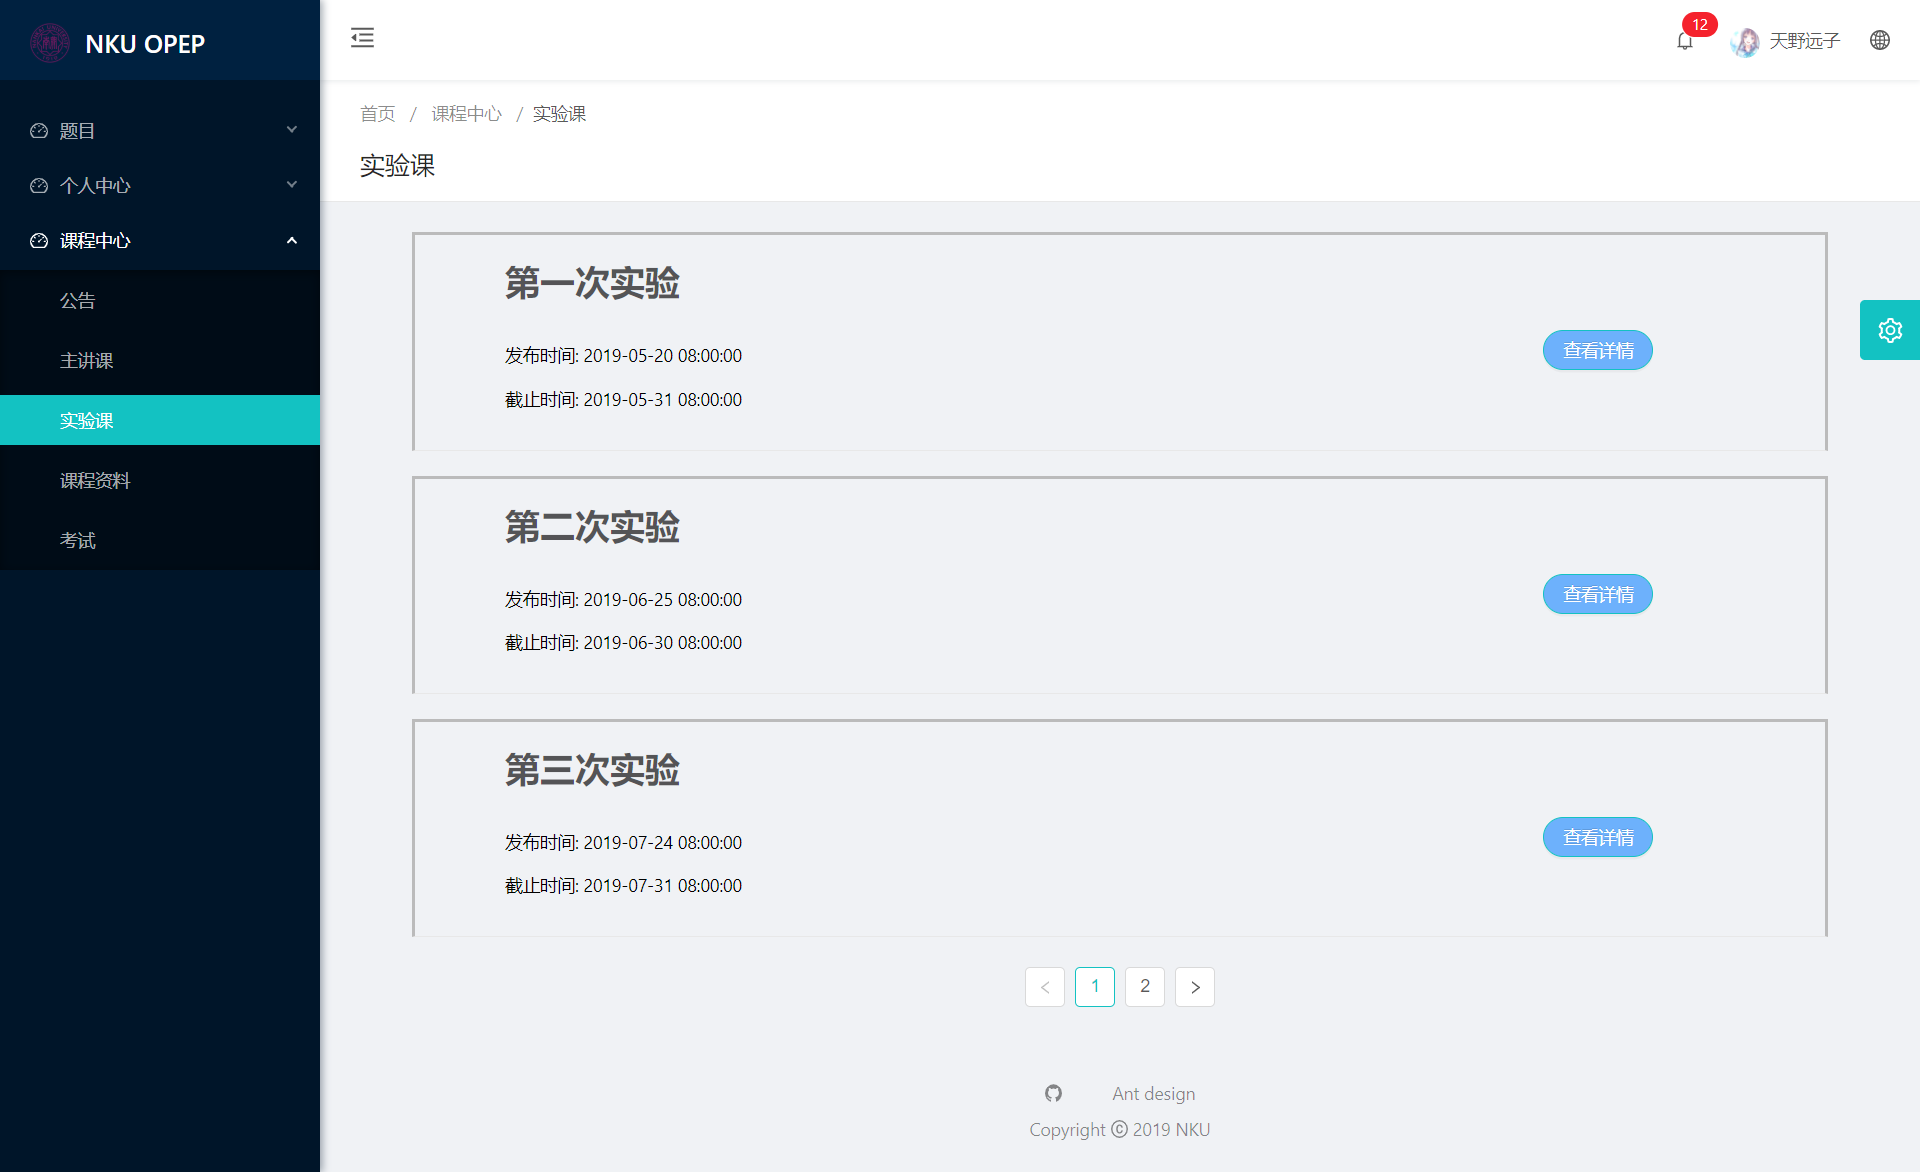 NKU OPEP
12
天野远子
题目
个人中心
课程中心
公告
主讲课
实验课
课程资料
考试
首页 / 课程中心 / 实验课
实验课
第一次实验
发布时间: 2019-05-20 08:00:00
截止时间: 2019-05-31 08:00:00
查看详情
第二次实验
发布时间: 2019-06-25 08:00:00
截止时间: 2019-06-30 08:00:00
查看详情
第三次实验
发布时间: 2019-07-24 08:00:00
截止时间: 2019-07-31 08:00:00
查看详情
1 2
Ant design
Copyright © 2019 NKU